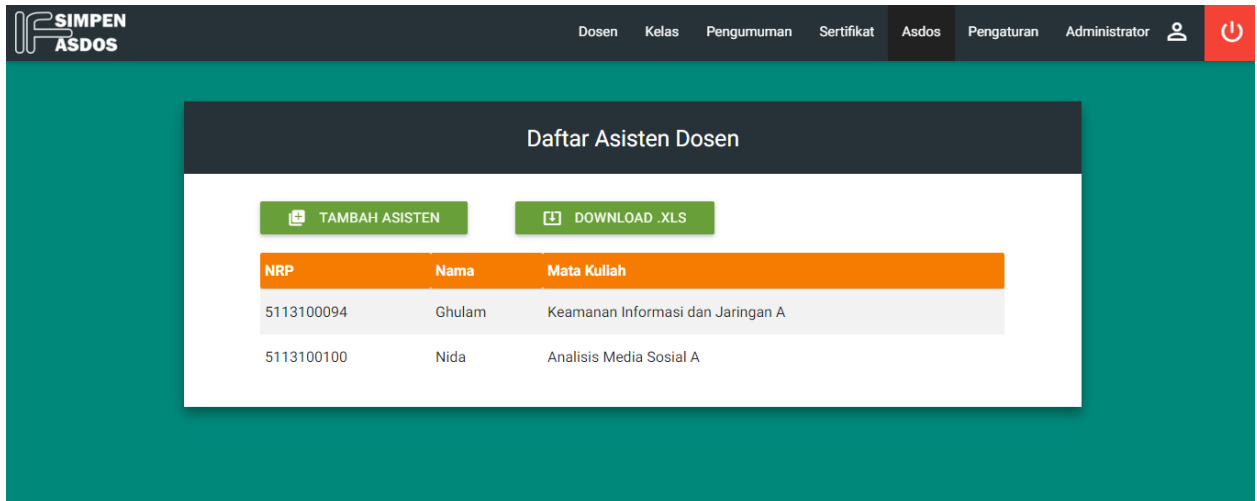 IF SIMPEN ASDOS
Dosen Kelas Pengumuman Sertifikat Asdos Pengaturan Administrator
Daftar Asisten Dosen
TAMBAH ASISTEN DOWNLOAD .XLS
NRP Nama Mata Kuliah
5113100094 Ghulam Keamanan Informasi dan Jaringan A
5113100100 Nida Analisis Media Sosial A